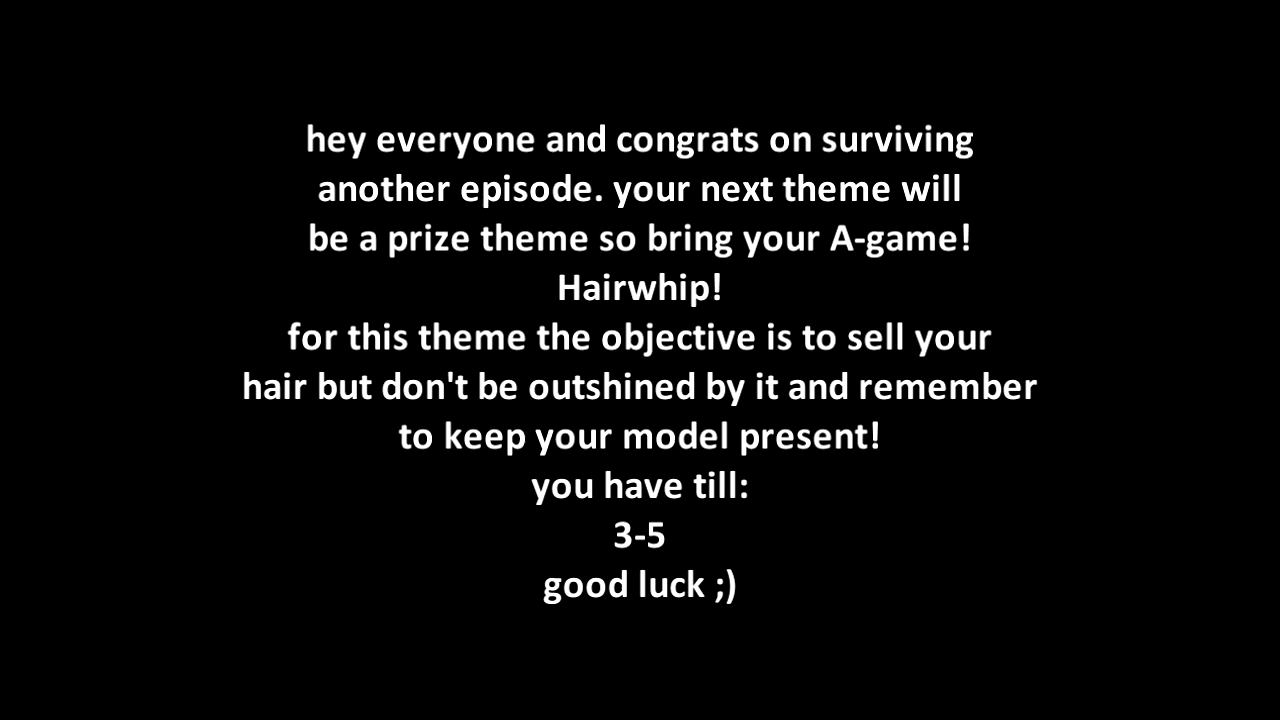 hey everyone and congrats on surviving
another episode. your next theme will
be a prize theme so bring your A-game!
Hairwhip!
for this theme the objective is to sell your
hair but don't be outshined by it and remember
to keep your model present!
you have till:
3-5
good luck ;)